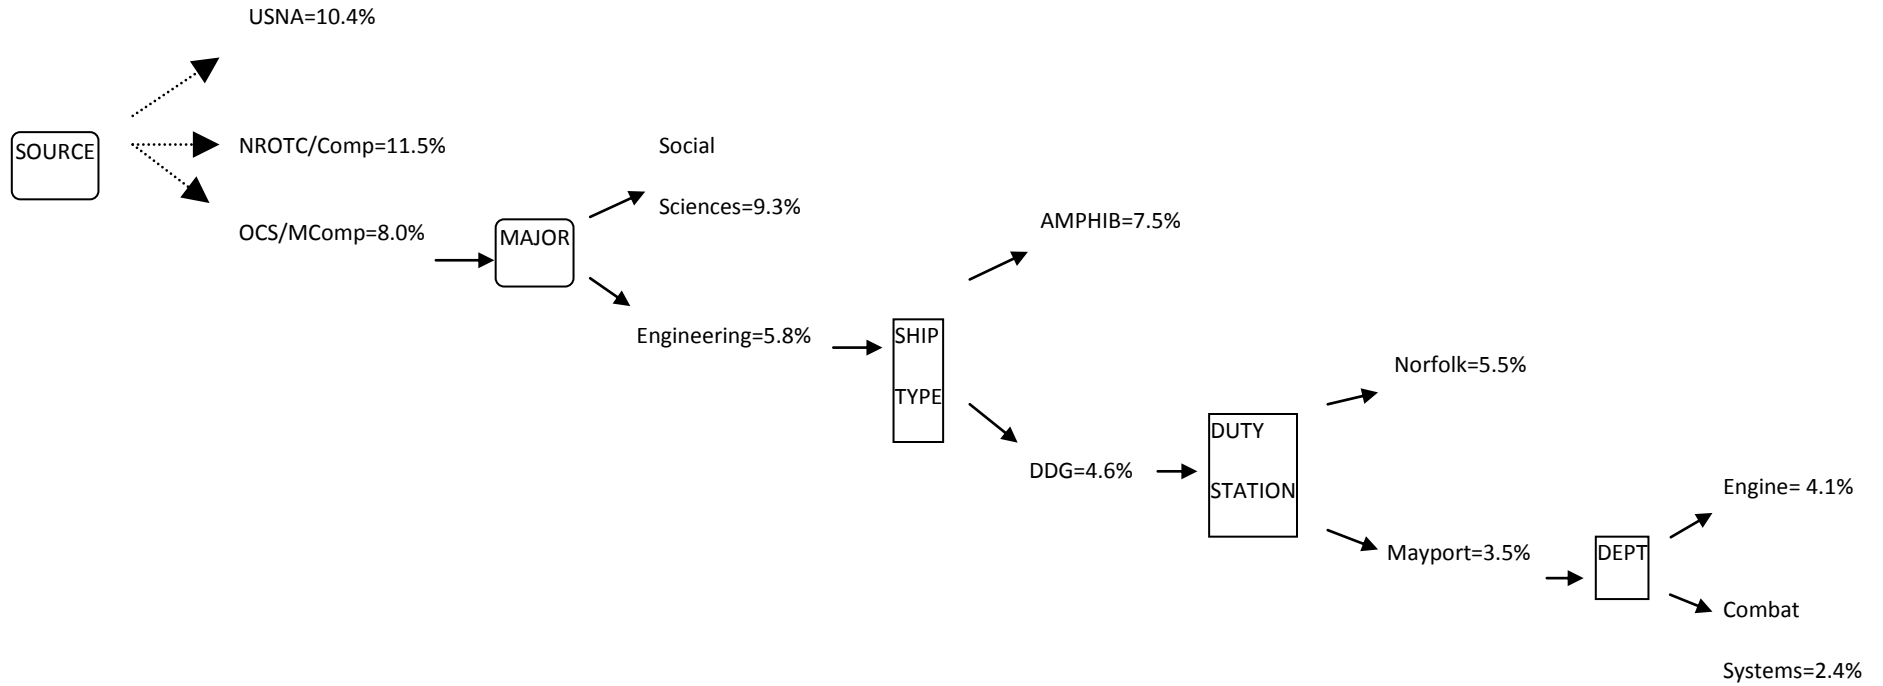 USNA=10.4%
SOURCE
NROTC/Comp=11.5%
OCS/MComp=8.0%
MAJOR
Social
Sciences=9.3%
Engineering=5.8%
SHIP
TYPE
AMPHIB=7.5%
DDG=4.6%
DUTY
STATION
Norfolk=5.5%
Mayport=3.5%
DEPT
Engine= 4.1%
Combat
Systems=2.4%